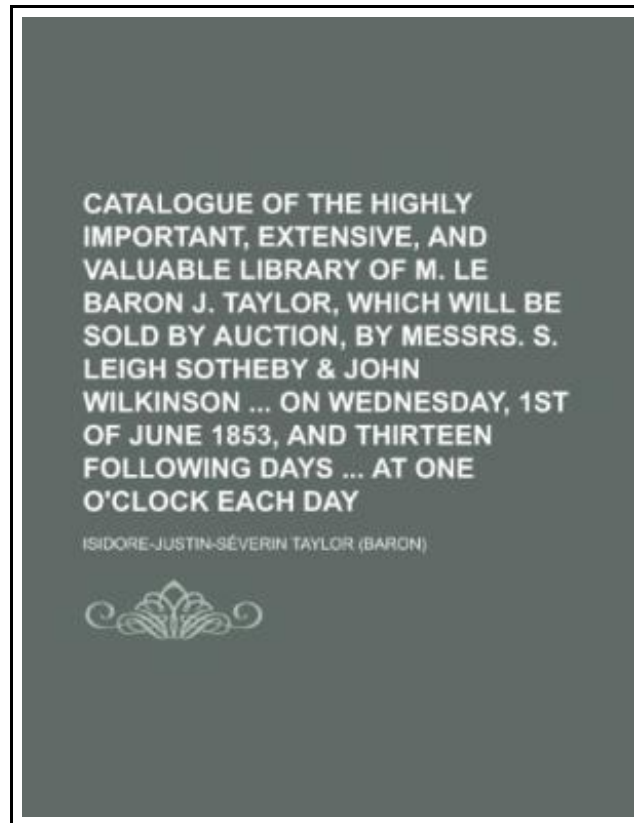 CATALOGUE OF THE HIGHLY
IMPORTANT, EXTENSIVE, AND
VALUABLE LIBRARY OF M. LE
BARON J. TAYLOR, WHICH WILL BE
SOLD BY AUCTION, BY MESSRS. S.
LEIGH SOTHEBY & JOHN
WILKINSON ... ON WEDNESDAY, 1ST
OF JUNE 1853, AND THIRTEEN
FOLLOWING DAYS ... AT ONE
O'CLOCK EACH DAY
ISIDORE-JUSTIN-SÉVERIN TAYLOR (BARON)